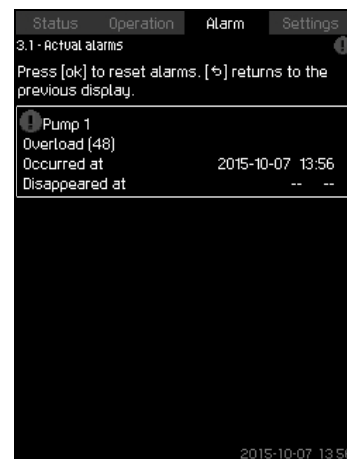 Status Operation Alarm Settings
3.1 - Actual alarms
Press [ok] to reset alarms. [↰] returns to the
previous display.
Pump 1
Overload (48)
Occurred at 2015-10-07 13:56
Disappeared at -- --
2015-10-07 13:56